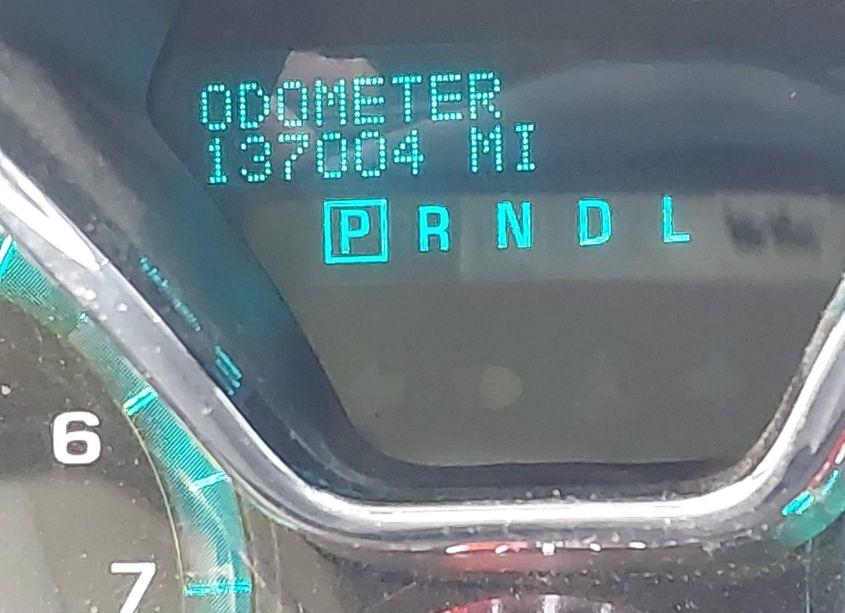 ODOMETER
137004 MI
P R N D L
6
7